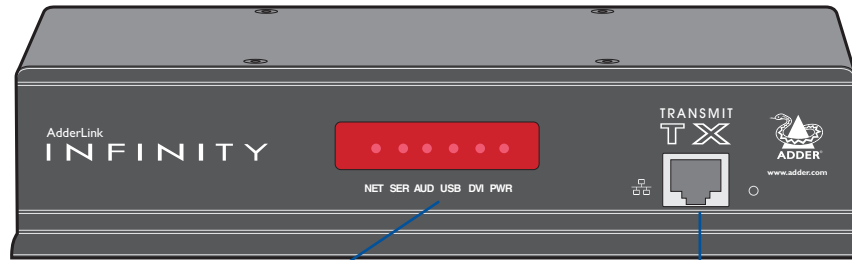 AdderLink
INFINITY
NET SER AUD USB DVI PWR
TRANSMIT
TX
ADDER
www.adder.com